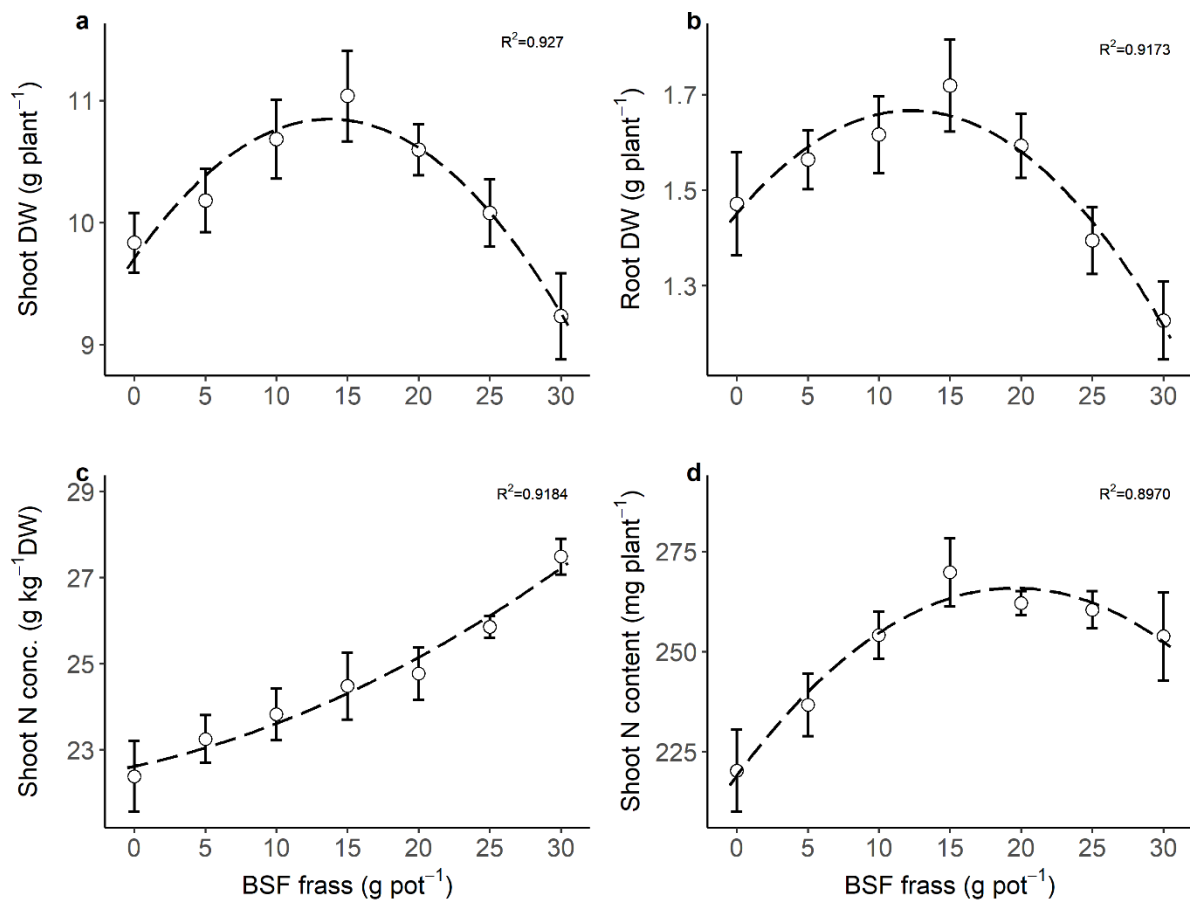 a
R²=0.927
Shoot DW (g plant⁻¹)
11
10
9
0 5 10 15 20 25 30
b
R²=0.9173
Root DW (g plant⁻¹)
1.7
1.5
1.3
0 5 10 15 20 25 30
c
R²=0.9184
Shoot N conc. (g kg⁻¹DW)
29
27
25
23
0 5 10 15 20 25 30
BSF frass (g pot⁻¹)
d
R²=0.8970
Shoot N content (mg plant⁻¹)
275
250
225
0 5 10 15 20 25 30
BSF frass (g pot⁻¹)